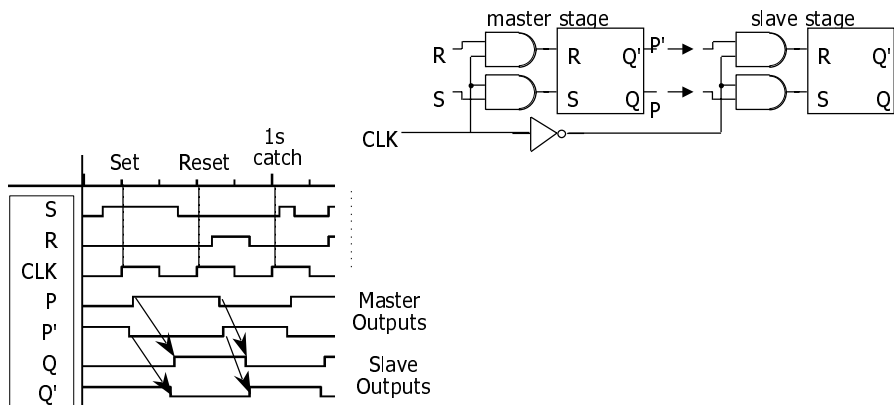 master stage
slave stage
R
R Q'
P'
R Q'
S
S Q
P
S Q
CLK
Set
Reset
1s
catch
S
R
CLK
P
P'
Q
Q'
Master
Outputs
Slave
Outputs